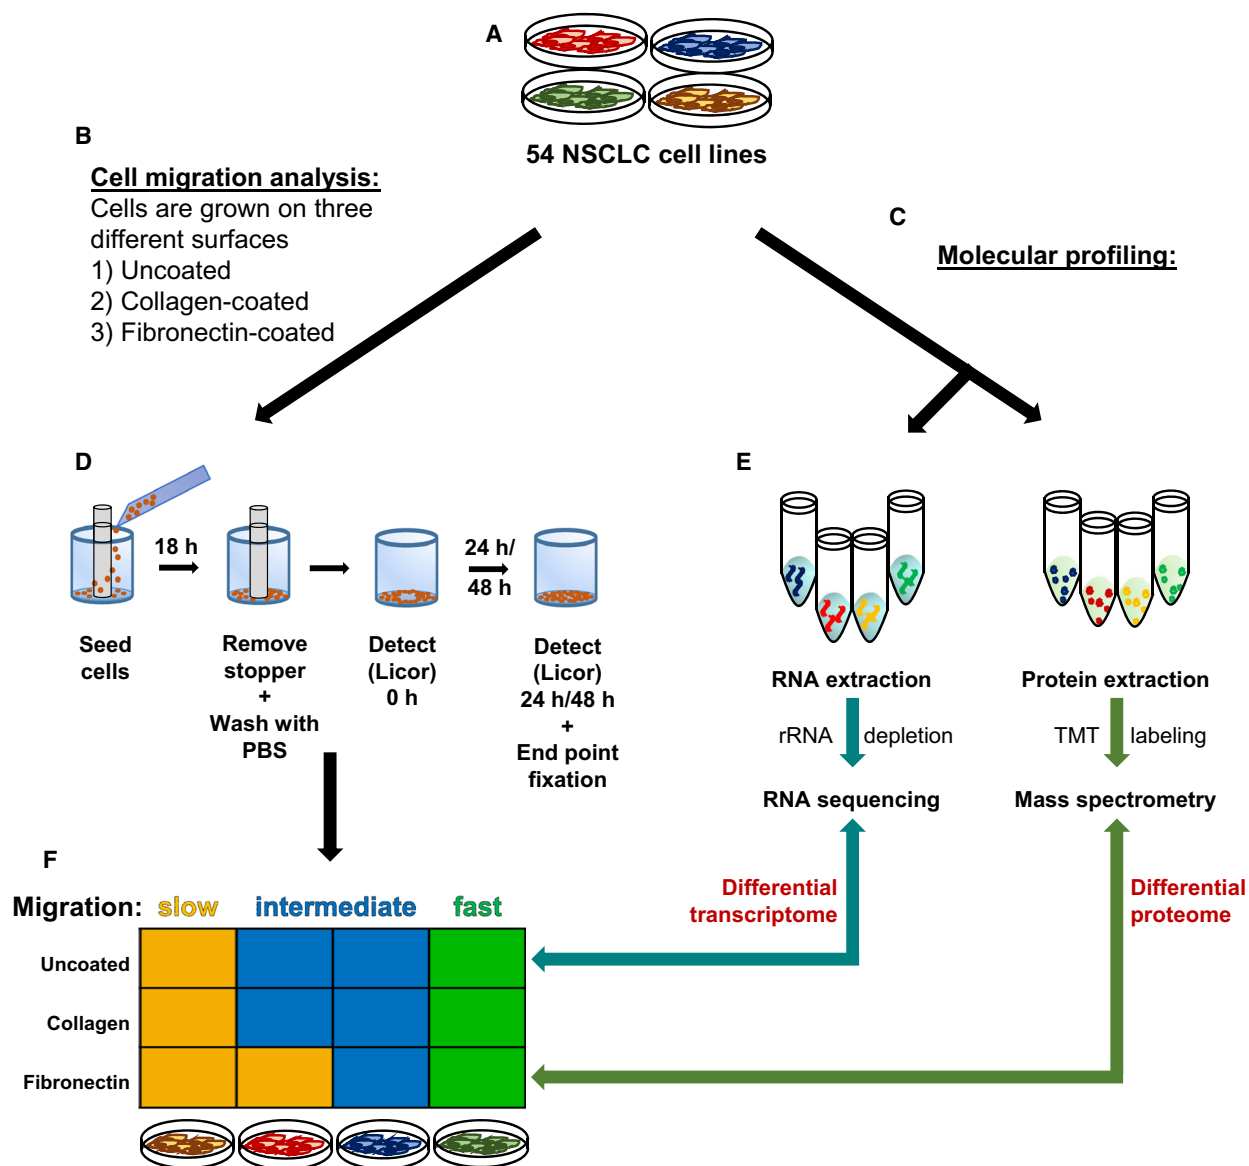 A
54 NSCLC cell lines
B
Cell migration analysis:
Cells are grown on three
different surfaces
1) Uncoated
2) Collagen-coated
3) Fibronectin-coated
C
Molecular profiling:
D
18 h
24 h/
48 h
Seed
cells
Remove
stopper
+
Wash with
PBS
Detect
(Licor)
0 h
Detect
(Licor)
24 h/48 h
+
End point
fixation
E
RNA extraction
rRNA depletion
RNA sequencing
Protein extraction
TMT labeling
Mass spectrometry
Differential
transcriptome
Differential
proteome
F
Migration: slow intermediate fast
Uncoated
Collagen
Fibronectin